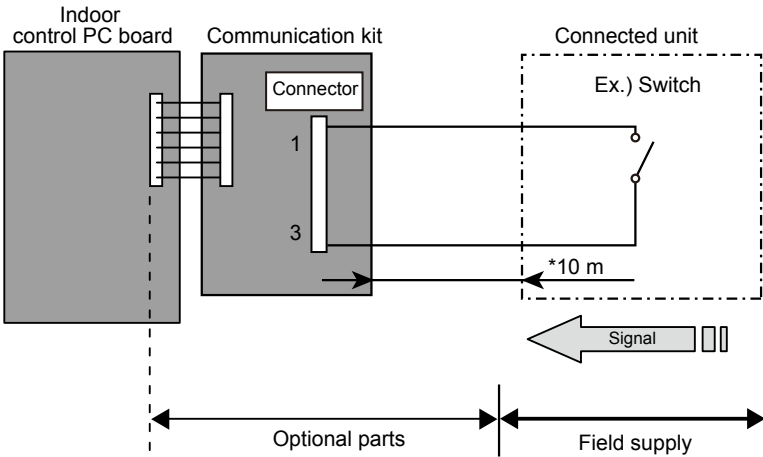 Indoor
control PC board
Communication kit
Connected unit
Connector
Ex.) Switch
1
3
*10 m
Signal
Optional parts
Field supply